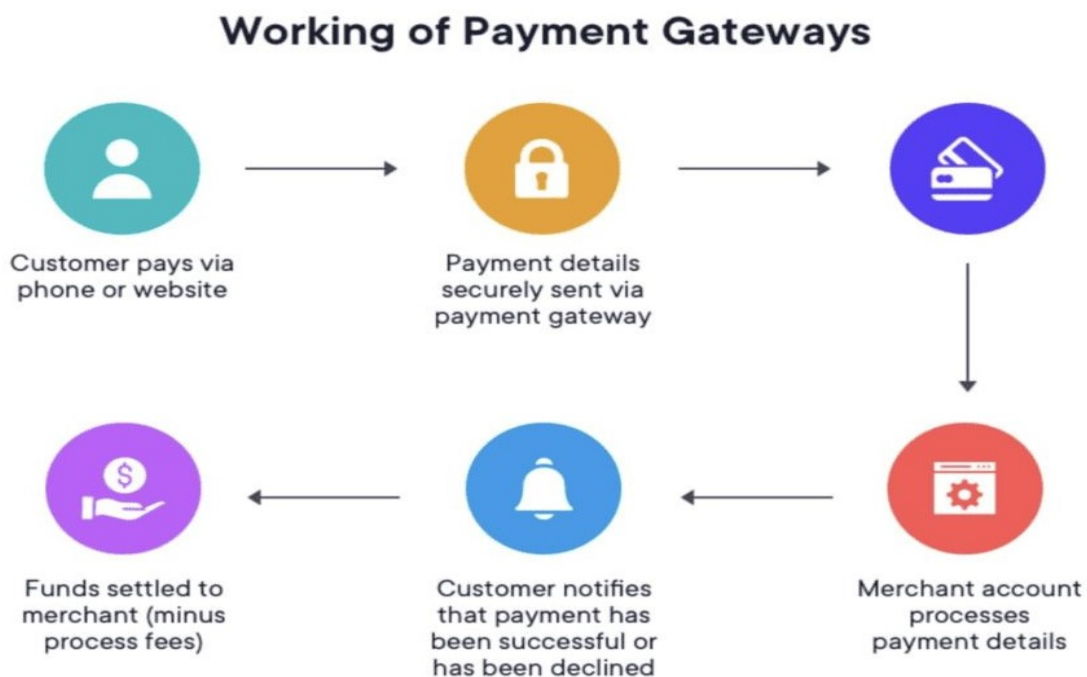 Working of Payment Gateways
Customer pays via
phone or website
Payment details
securely sent via
payment gateway
Merchant account
processes
payment details
Customer notifies
that payment has
been successful or
has been declined
Funds settled to
merchant (minus
process fees)
$